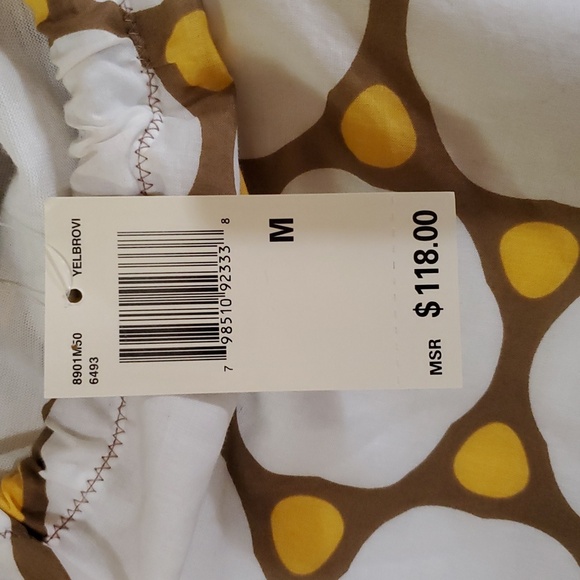 8901M50 YELBROVI
6493
7 98510 92333 8
M
MSR $118.00